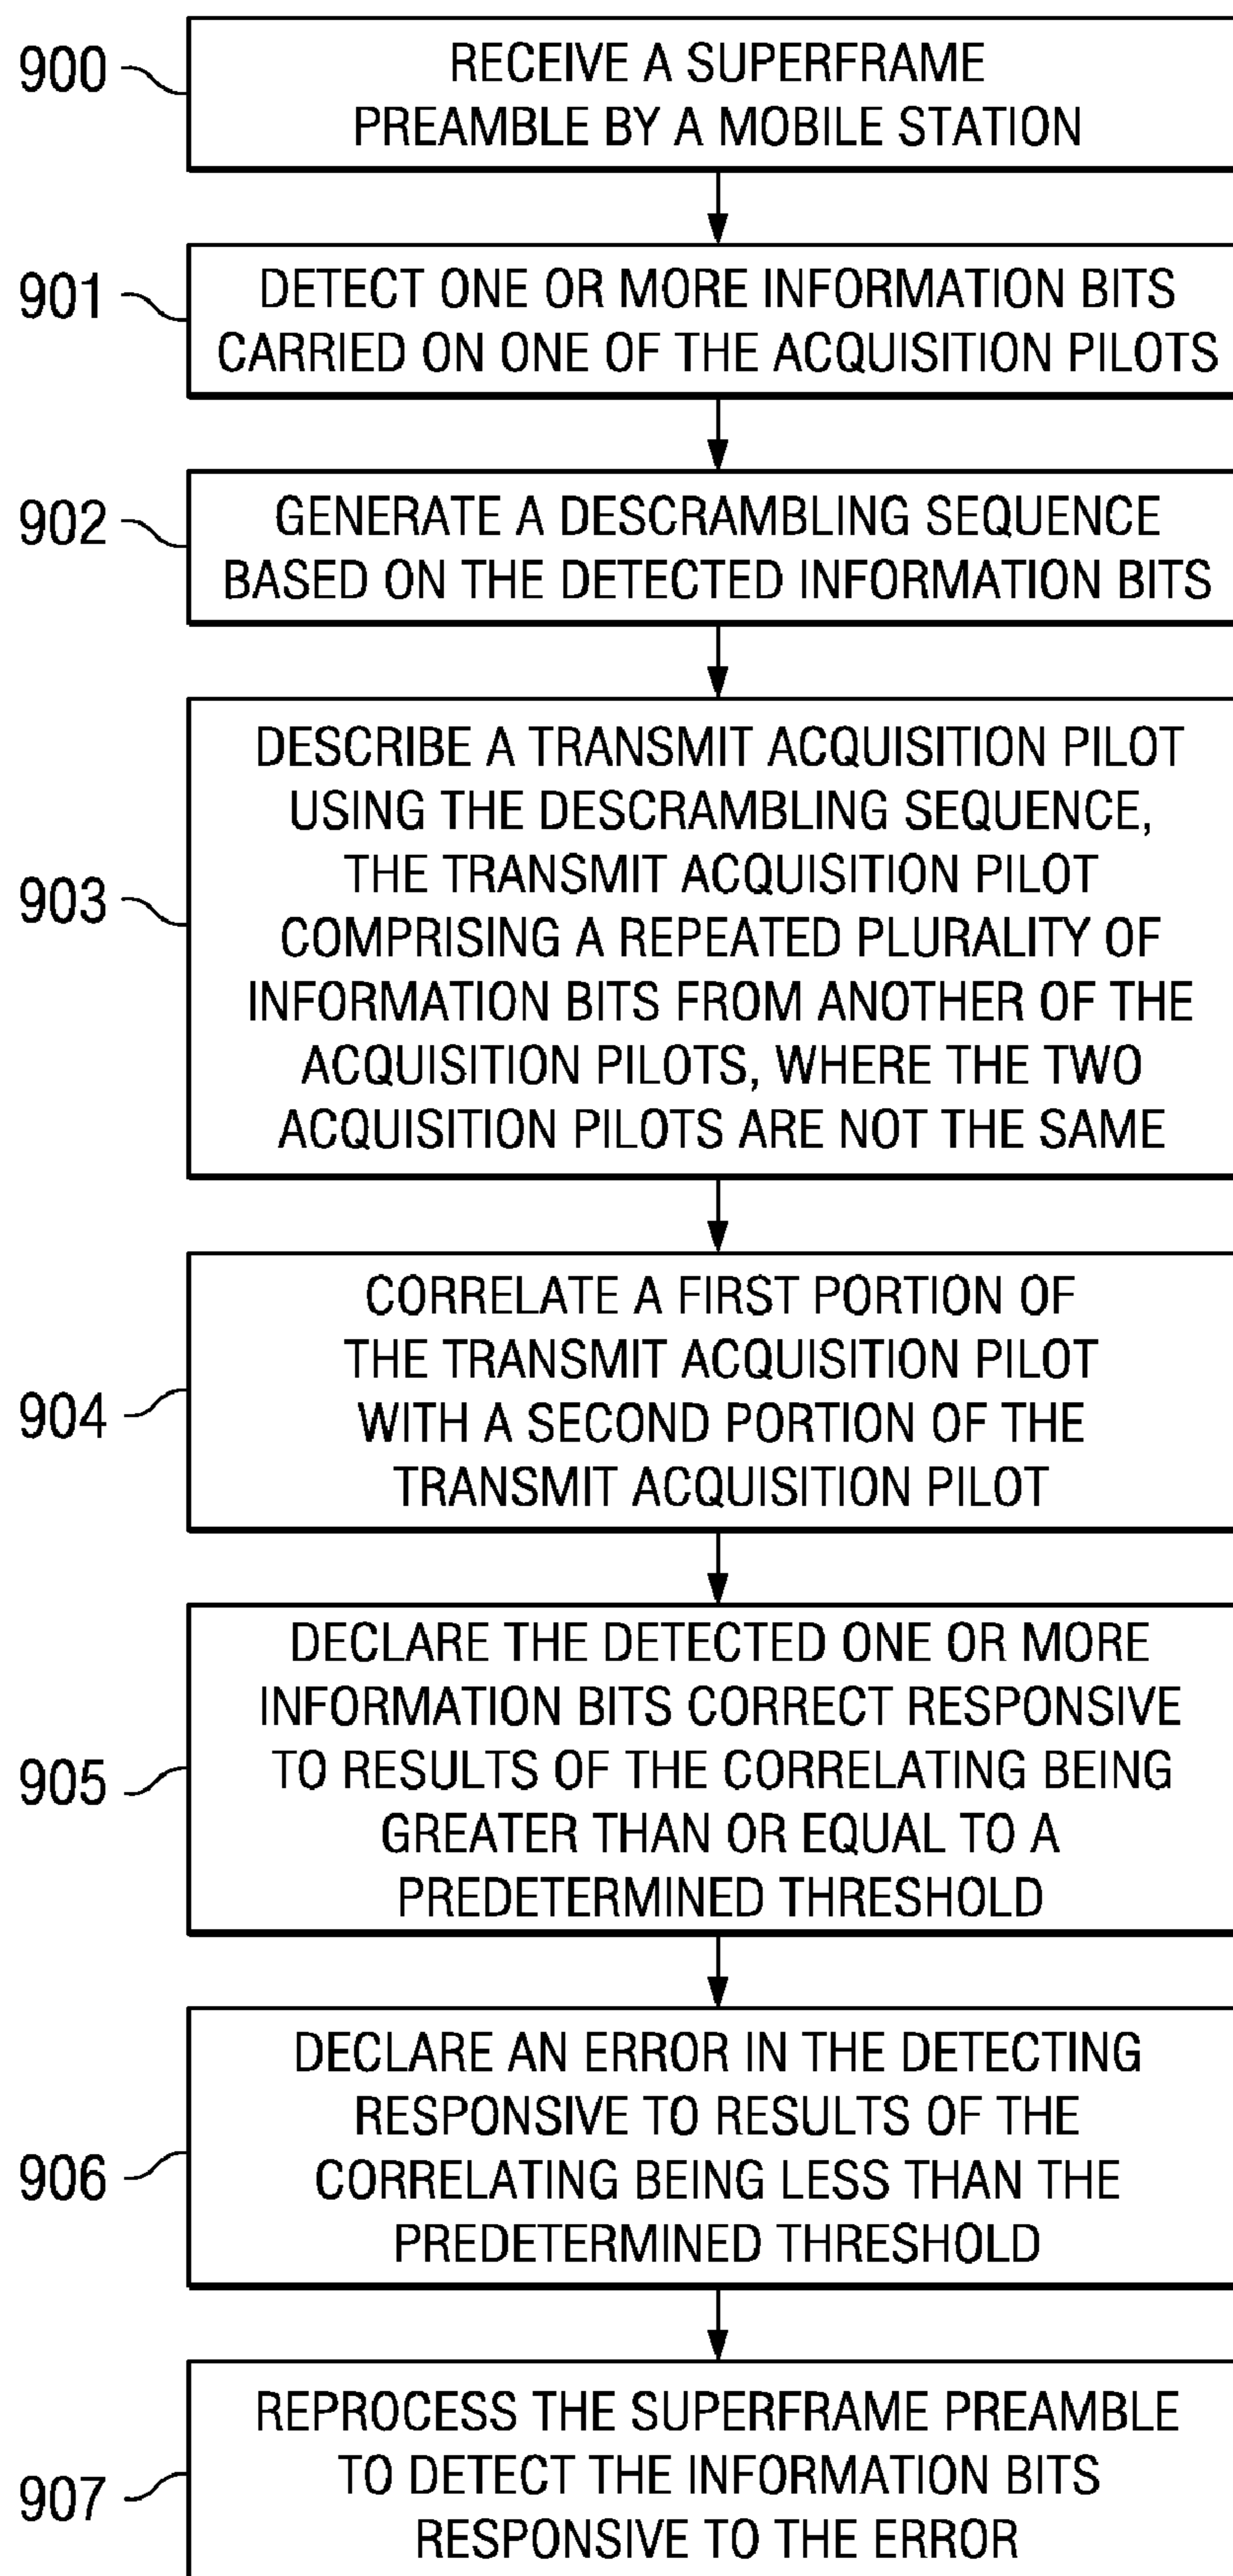 900
RECEIVE A SUPERFRAME
PREAMBLE BY A MOBILE STATION
901
DETECT ONE OR MORE INFORMATION BITS
CARRIED ON ONE OF THE ACQUISITION PILOTS
902
GENERATE A DESCRAMBLING SEQUENCE
BASED ON THE DETECTED INFORMATION BITS
903
DESCRIBE A TRANSMIT ACQUISITION PILOT
USING THE DESCRAMBLING SEQUENCE,
THE TRANSMIT ACQUISITION PILOT
COMPRISING A REPEATED PLURALITY OF
INFORMATION BITS FROM ANOTHER OF THE
ACQUISITION PILOTS, WHERE THE TWO
ACQUISITION PILOTS ARE NOT THE SAME
904
CORRELATE A FIRST PORTION OF
THE TRANSMIT ACQUISITION PILOT
WITH A SECOND PORTION OF THE
TRANSMIT ACQUISITION PILOT
905
DECLARE THE DETECTED ONE OR MORE
INFORMATION BITS CORRECT RESPONSIVE
TO RESULTS OF THE CORRELATING BEING
GREATER THAN OR EQUAL TO A
PREDETERMINED THRESHOLD
906
DECLARE AN ERROR IN THE DETECTING
RESPONSIVE TO RESULTS OF THE
CORRELATING BEING LESS THAN THE
PREDETERMINED THRESHOLD
907
REPROCESS THE SUPERFRAME PREAMBLE
TO DETECT THE INFORMATION BITS
RESPONSIVE TO THE ERROR